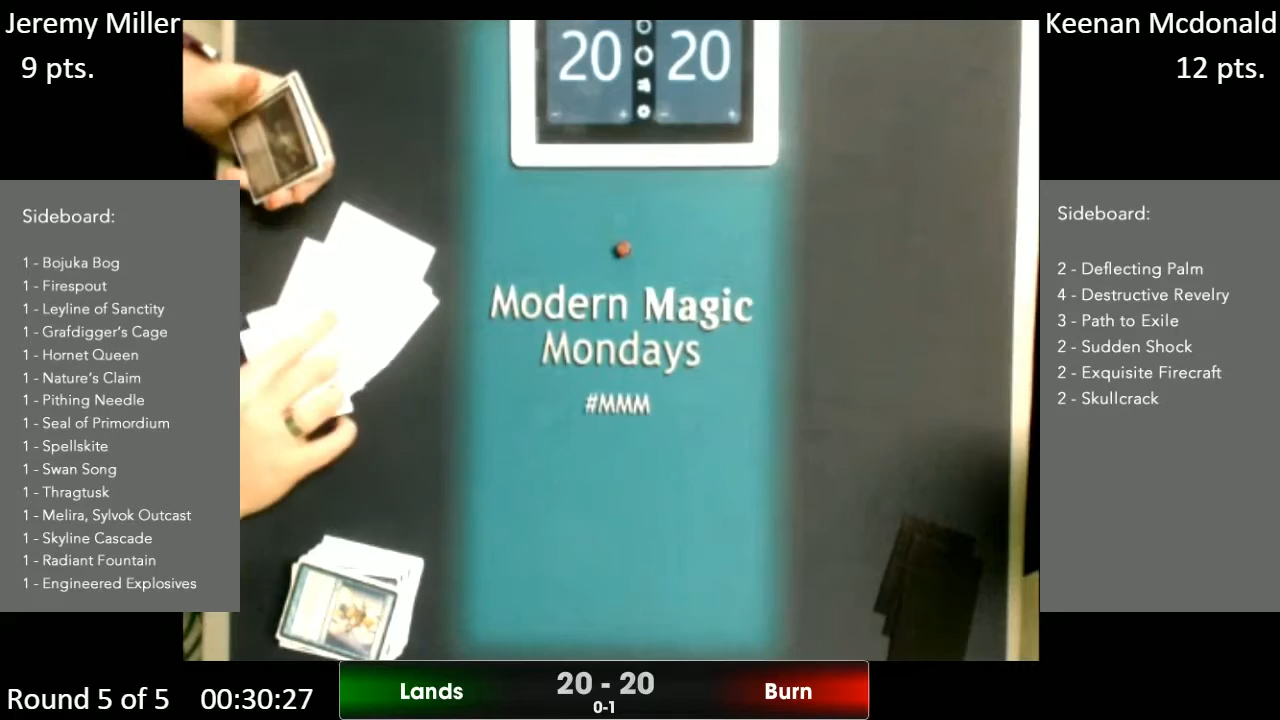 Jeremy Miller
9 pts.
Keenan Mcdonald
12 pts.
20 20
Sideboard:
1 - Bojuka Bog
1 - Firespout
1 - Leyline of Sanctity
1 - Grafdigger's Cage
1 - Hornet Queen
1 - Nature's Claim
1 - Pithing Needle
1 - Seal of Primordium
1 - Spellskite
1 - Swan Song
1 - Thragtusk
1 - Melira, Sylvok Outcast
1 - Skyline Cascade
1 - Radiant Fountain
1 - Engineered Explosives
Modern Magic
Mondays
#MMM
Sideboard:
2 - Deflecting Palm
4 - Destructive Revelry
3 - Path to Exile
2 - Sudden Shock
2 - Exquisite Firecraft
2 - Skullcrack
Round 5 of 5 00:30:27
Lands 20 - 20 Burn
0-1